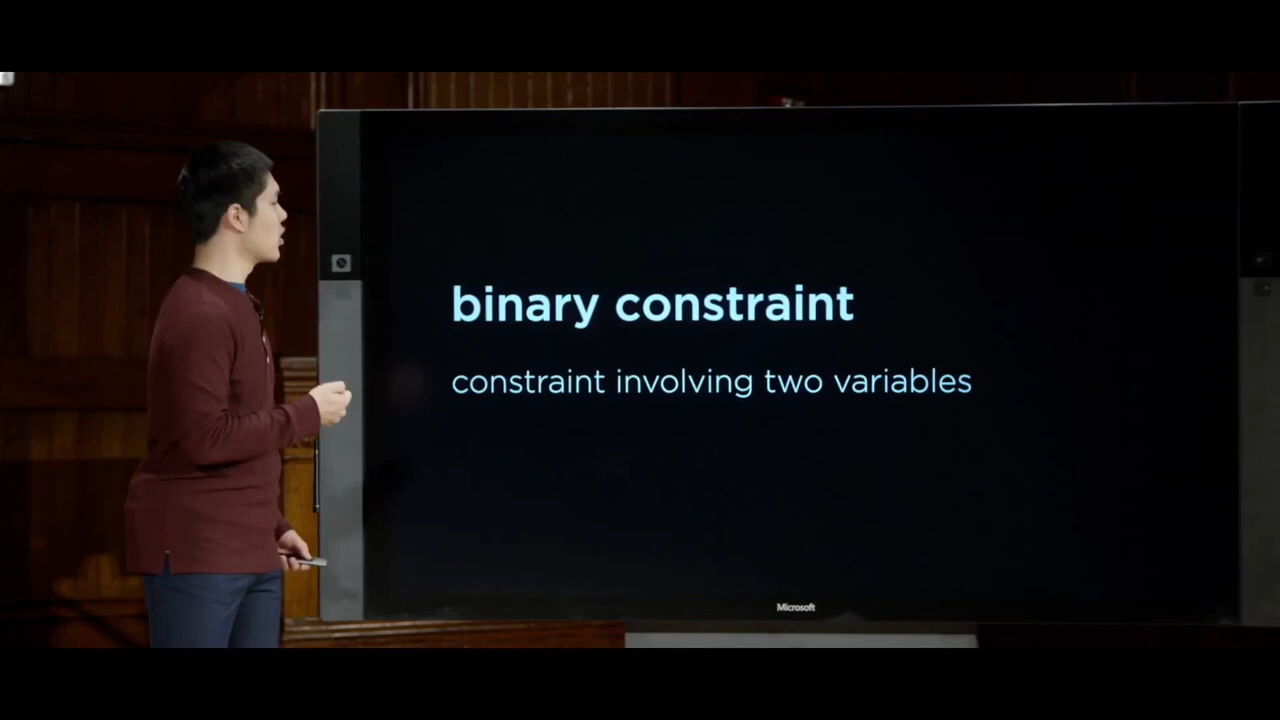 binary constraint
constraint involving two variables
Microsoft